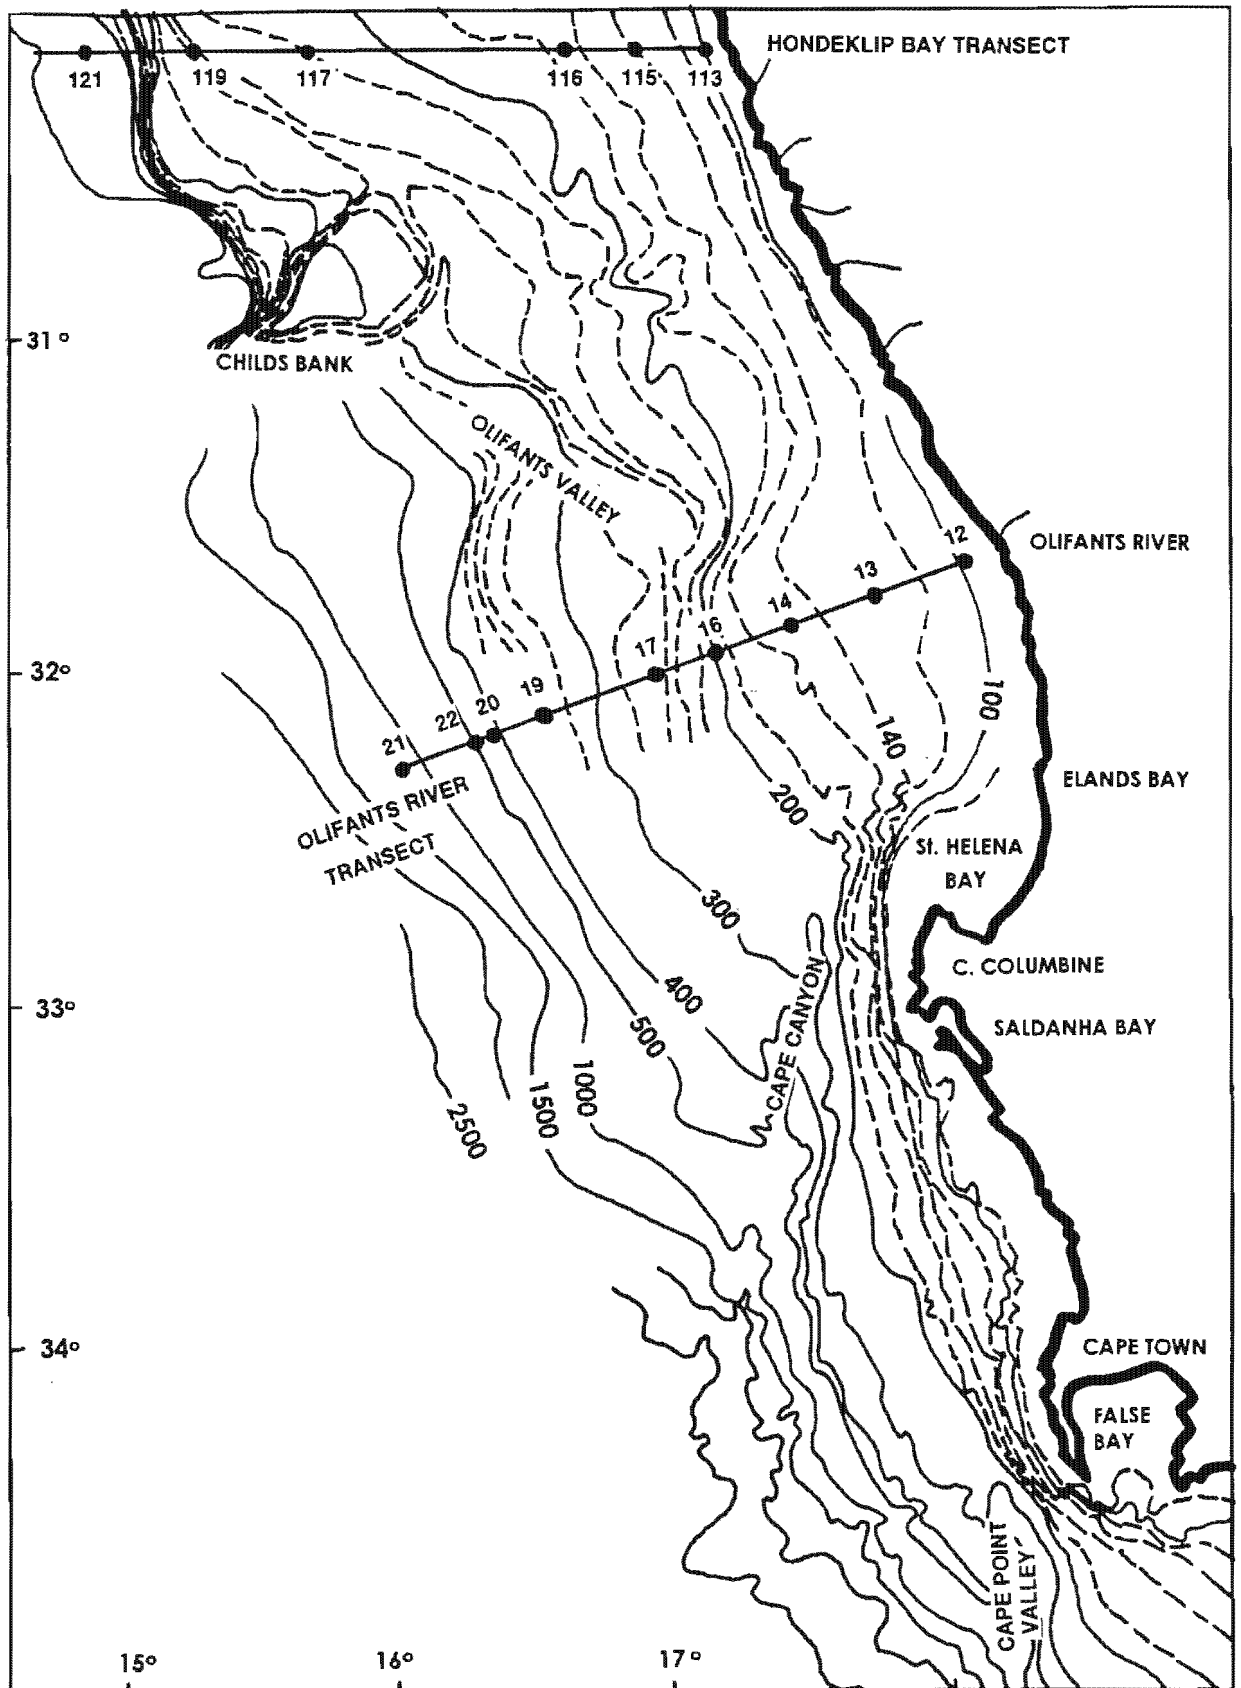 HONDEKLIP BAY TRANSECT
121
119
117
116
115
113
31°
CHILDS BANK
OLIFANTS VALLEY
12
OLIFANTS RIVER
13
14
16
17
32°
19
20
22
21
100
140
ELANDS BAY
OLIFANTS RIVER
TRANSECT
200
St. HELENA
BAY
300
C. COLUMBINE
33°
400
CAPE CANYON
500
SALDANHA BAY
1000
1500
2500
34°
CAPE TOWN
FALSE
BAY
CAPE POINT
VALLEY
15°
16°
17°